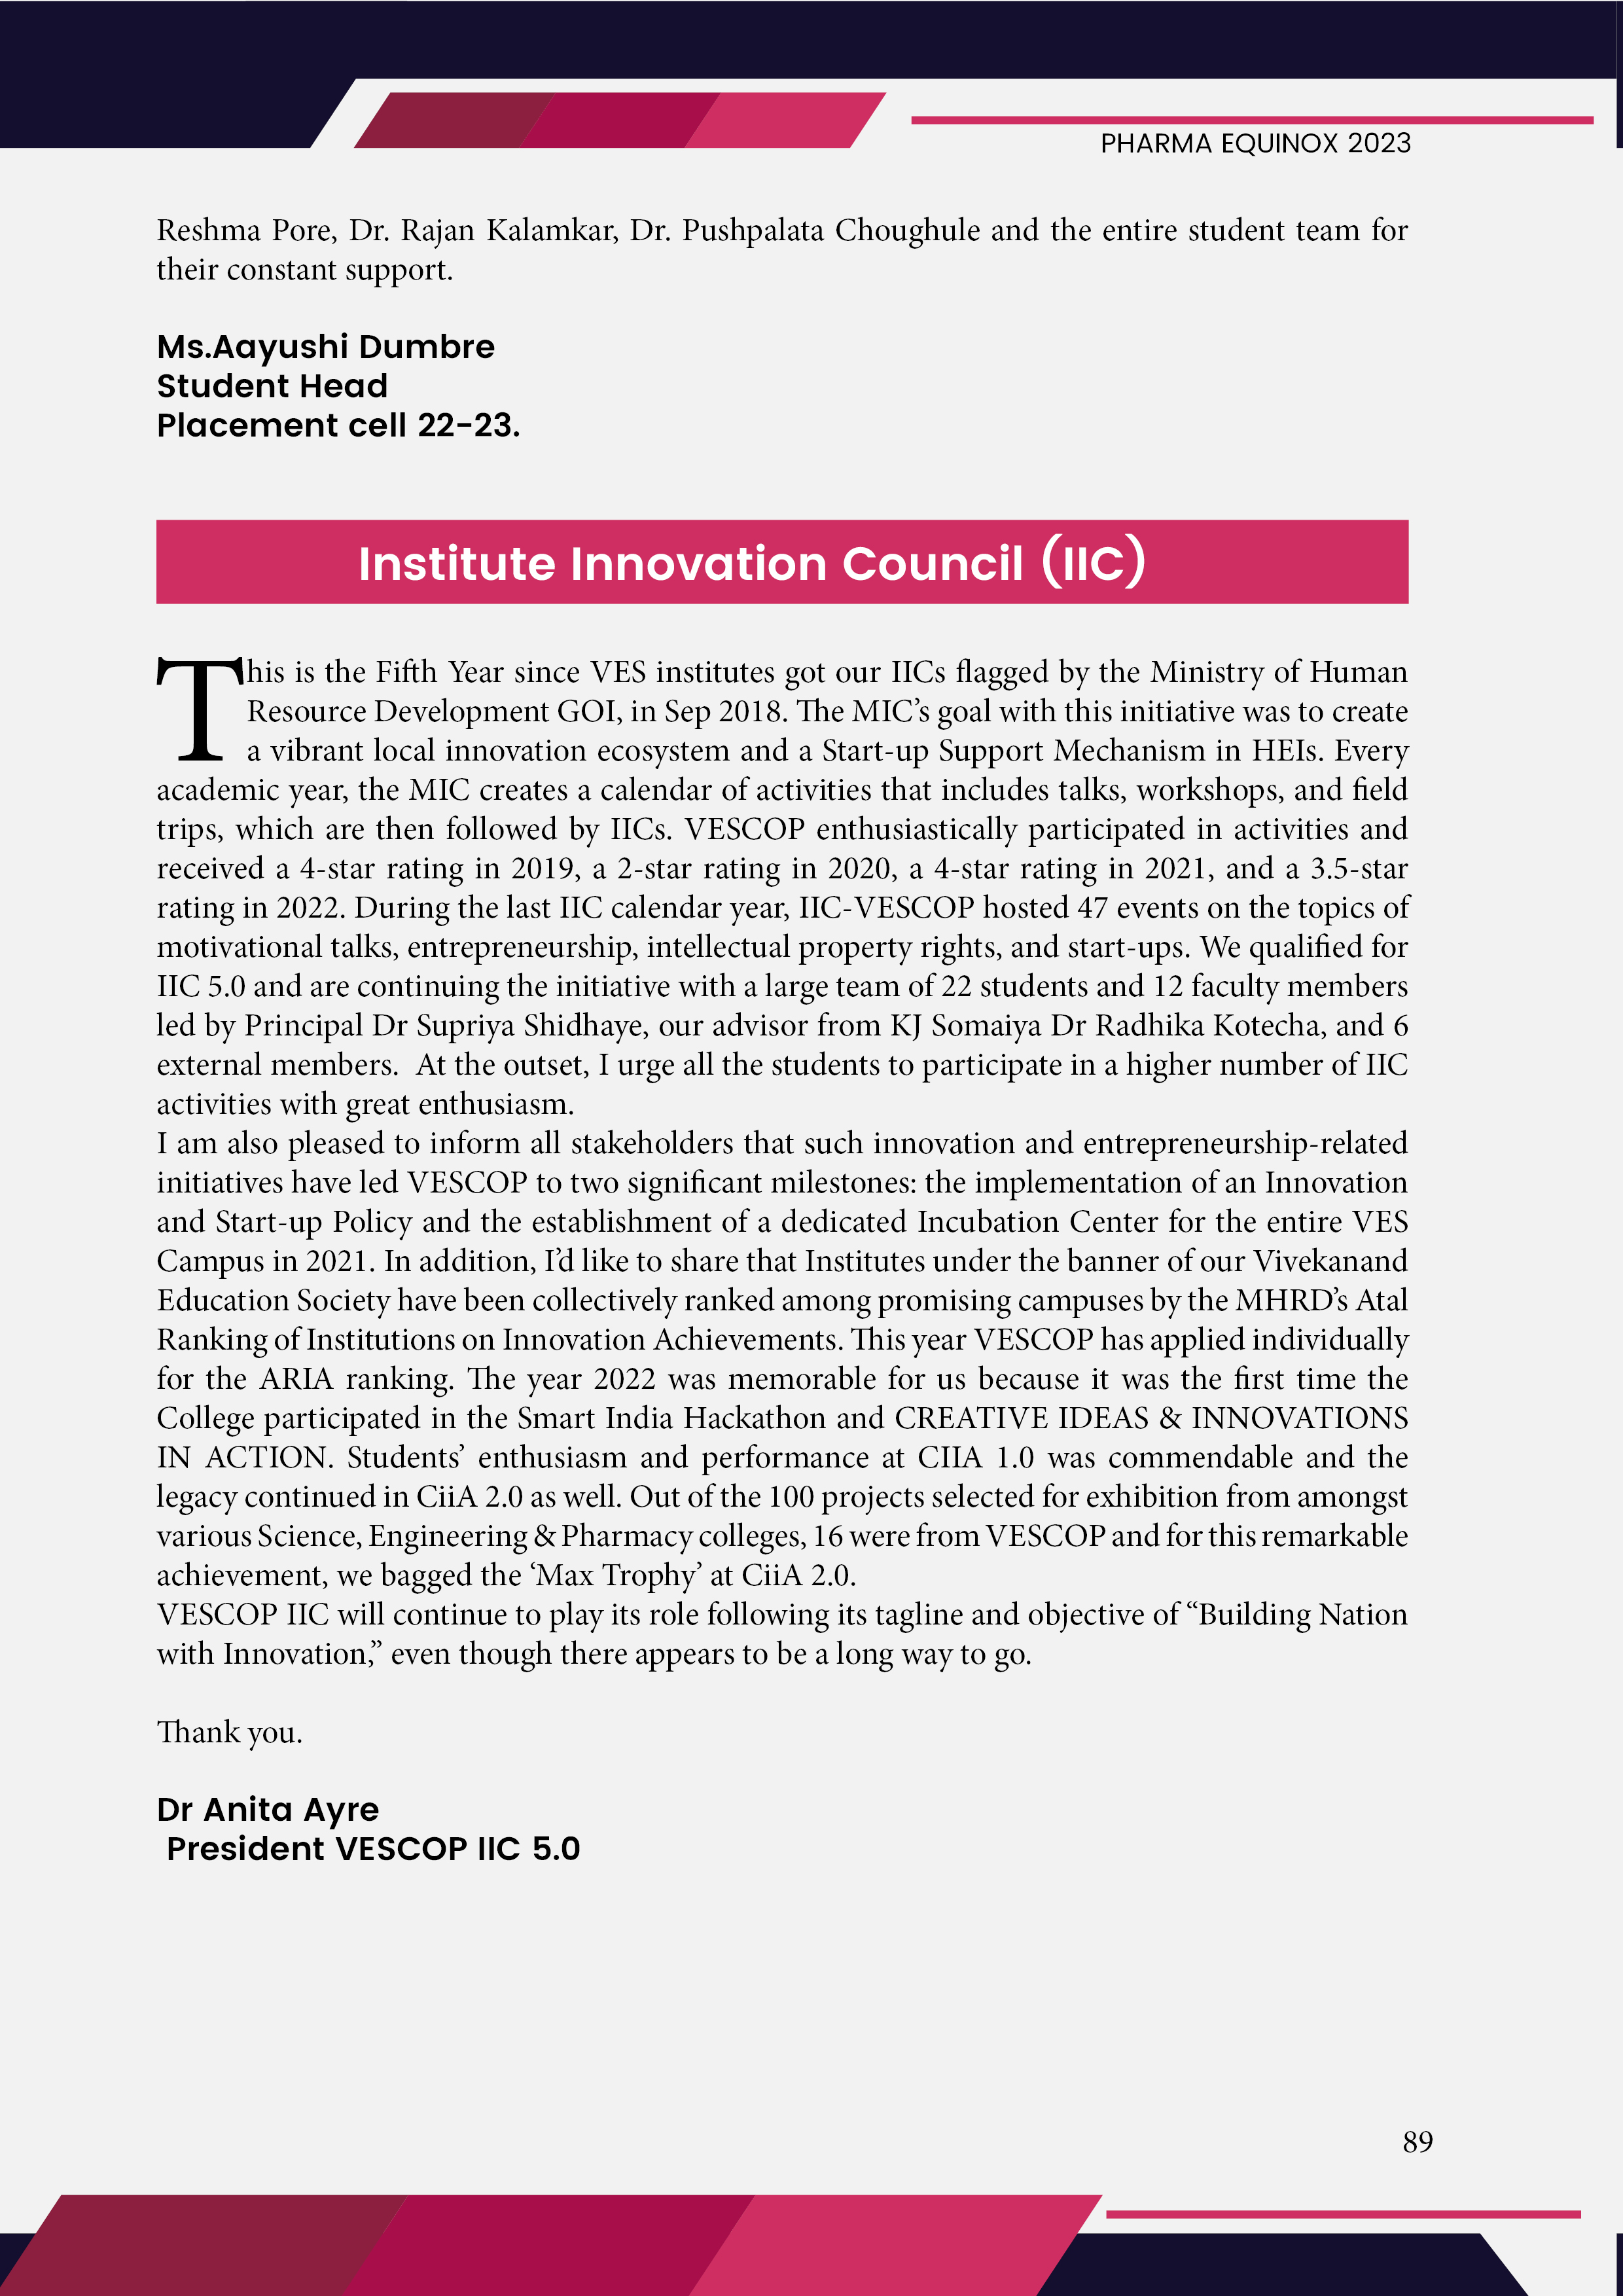 PHARMA EQUINOX 2023
Reshma Pore, Dr. Rajan Kalamkar, Dr. Pushpalata Choughule and the entire student team for
their constant support.
Ms.Aayushi Dumbre
Student Head
Placement cell 22-23.
Institute Innovation Council (IIC)
This is the Fifth Year since VES institutes got our IICs flagged by the Ministry of Human
Resource Development GOI, in Sep 2018. The MIC’s goal with this initiative was to create
a vibrant local innovation ecosystem and a Start-up Support Mechanism in HEIs. Every
academic year, the MIC creates a calendar of activities that includes talks, workshops, and field
trips, which are then followed by IICs. VESCOP enthusiastically participated in activities and
received a 4-star rating in 2019, a 2-star rating in 2020, a 4-star rating in 2021, and a 3.5-star
rating in 2022. During the last IIC calendar year, IIC-VESCOP hosted 47 events on the topics of
motivational talks, entrepreneurship, intellectual property rights, and start-ups. We qualified for
IIC 5.0 and are continuing the initiative with a large team of 22 students and 12 faculty members
led by Principal Dr Supriya Shidhaye, our advisor from KJ Somaiya Dr Radhika Kotecha, and 6
external members.  At the outset, I urge all the students to participate in a higher number of IIC
activities with great enthusiasm.
I am also pleased to inform all stakeholders that such innovation and entrepreneurship-related
initiatives have led VESCOP to two significant milestones: the implementation of an Innovation
and Start-up Policy and the establishment of a dedicated Incubation Center for the entire VES
Campus in 2021. In addition, I’d like to share that Institutes under the banner of our Vivekanand
Education Society have been collectively ranked among promising campuses by the MHRD’s Atal
Ranking of Institutions on Innovation Achievements. This year VESCOP has applied individually
for the ARIA ranking. The year 2022 was memorable for us because it was the first time the
College participated in the Smart India Hackathon and CREATIVE IDEAS & INNOVATIONS
IN ACTION. Students’ enthusiasm and performance at CIIA 1.0 was commendable and the
legacy continued in CiiA 2.0 as well. Out of the 100 projects selected for exhibition from amongst
various Science, Engineering & Pharmacy colleges, 16 were from VESCOP and for this remarkable
achievement, we bagged the ‘Max Trophy’ at CiiA 2.0.
VESCOP IIC will continue to play its role following its tagline and objective of “Building Nation
with Innovation,” even though there appears to be a long way to go.
Thank you.
Dr Anita Ayre
President VESCOP IIC 5.0
89